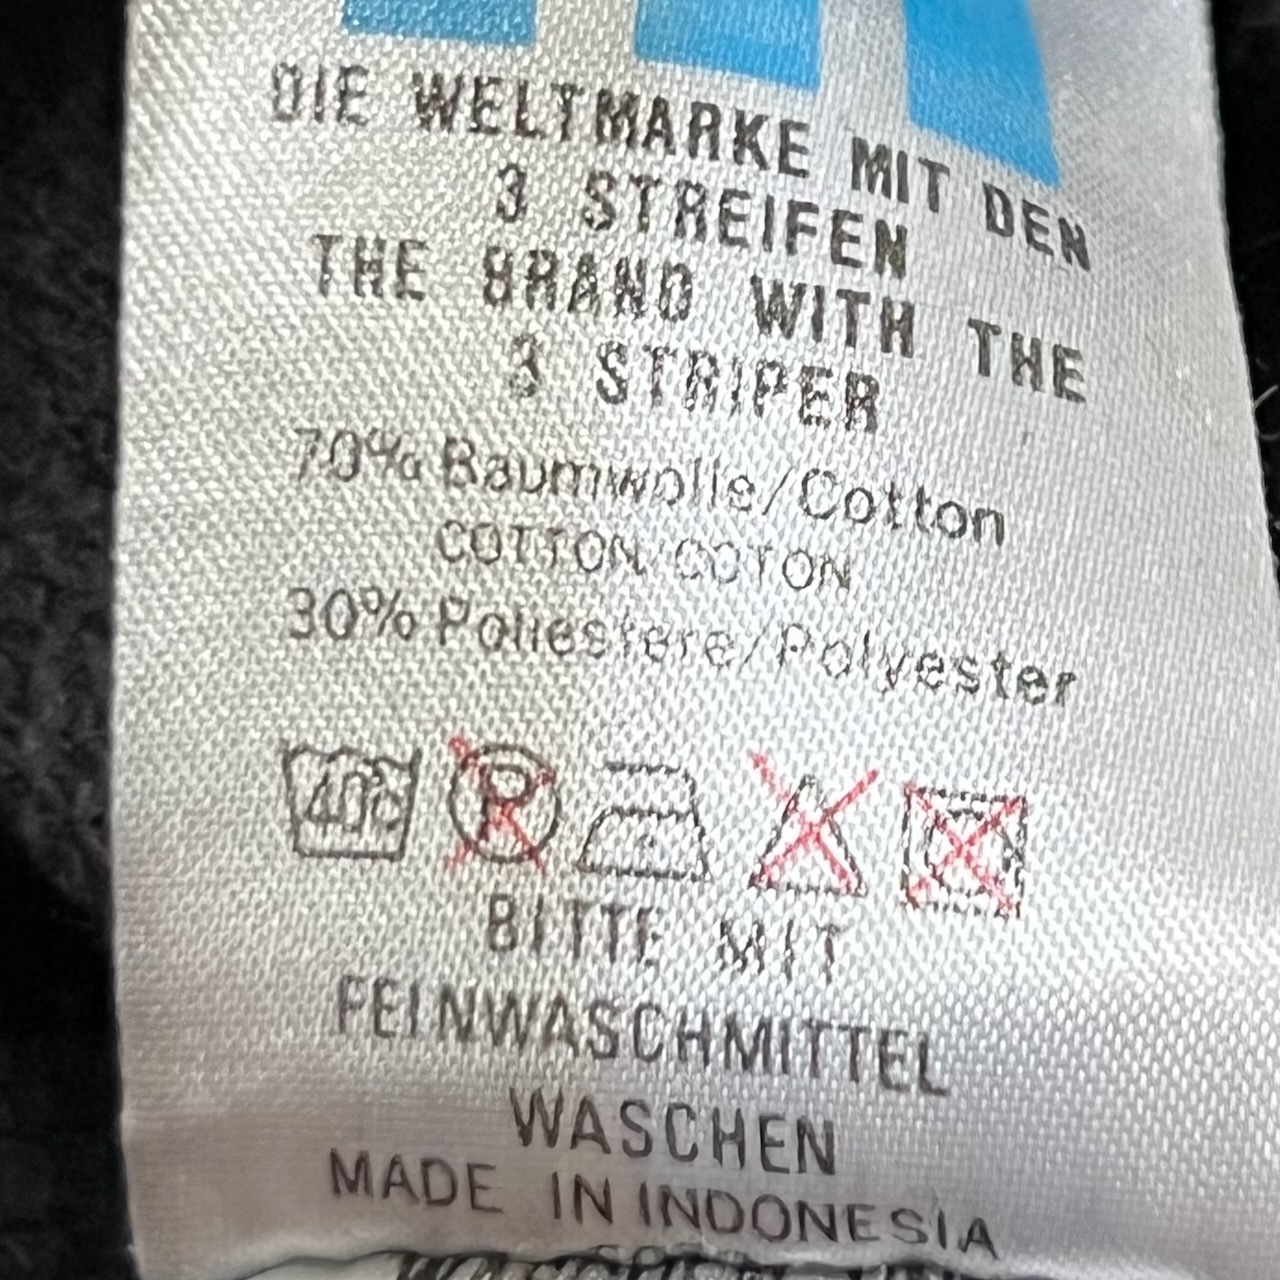 DIE WELTMARKE MIT DEN
3 STREIFEN
THE BRAND WITH THE
3 STRIPER
70% Baumwolle/Cotton
COTTON/COTON
30% Poliestere/Polyester
40°C P
BITTE MIT
FEINWASCHMITTEL
WASCHEN
MADE IN INDONESIA